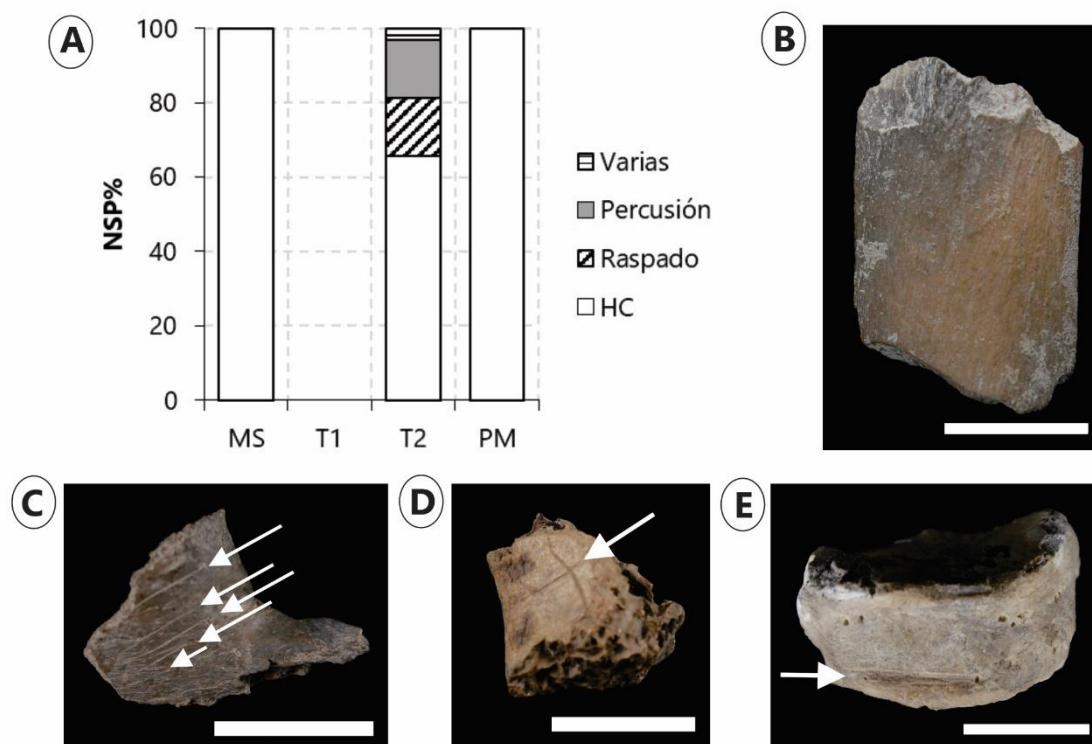 A
NSP%
100
80
60
40
20
0
MS T1 T2 PM
Varias
Percusión
Raspado
HC
B
C
D
E